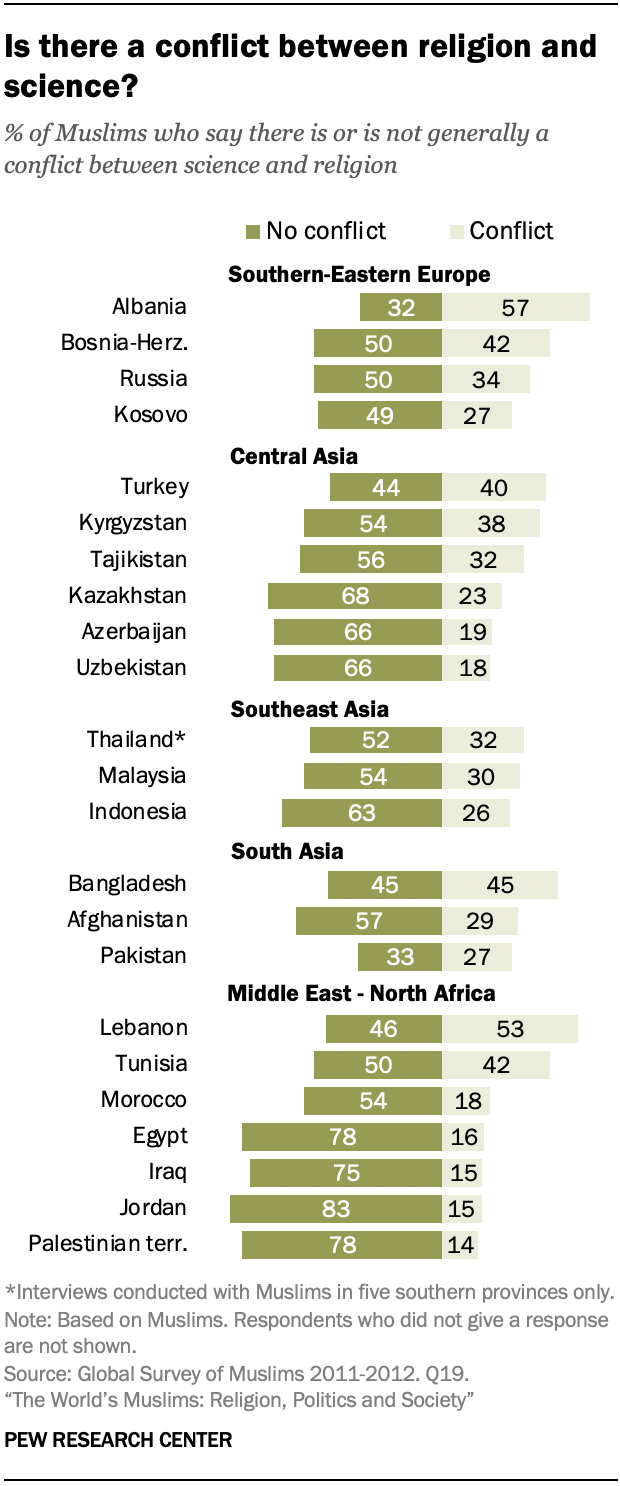 Is there a conflict between religion and
science?
% of Muslims who say there is or is not generally a
conflict between science and religion
No conflict Conflict
Southern-Eastern Europe
Albania 32 57
Bosnia-Herz. 50 42
Russia 50 34
Kosovo 49 27
Central Asia
Turkey 44 40
Kyrgyzstan 54 38
Tajikistan 56 32
Kazakhstan 68 23
Azerbaijan 66 19
Uzbekistan 66 18
Southeast Asia
Thailand* 52 32
Malaysia 54 30
Indonesia 63 26
South Asia
Bangladesh 45 45
Afghanistan 57 29
Pakistan 33 27
Middle East - North Africa
Lebanon 46 53
Tunisia 50 42
Morocco 54 18
Egypt 78 16
Iraq 75 15
Jordan 83 15
Palestinian terr. 78 14
*Interviews conducted with Muslims in five southern provinces only.
Note: Based on Muslims. Respondents who did not give a response
are not shown.
Source: Global Survey of Muslims 2011-2012. Q19.
“The World’s Muslims: Religion, Politics and Society”
PEW RESEARCH CENTER